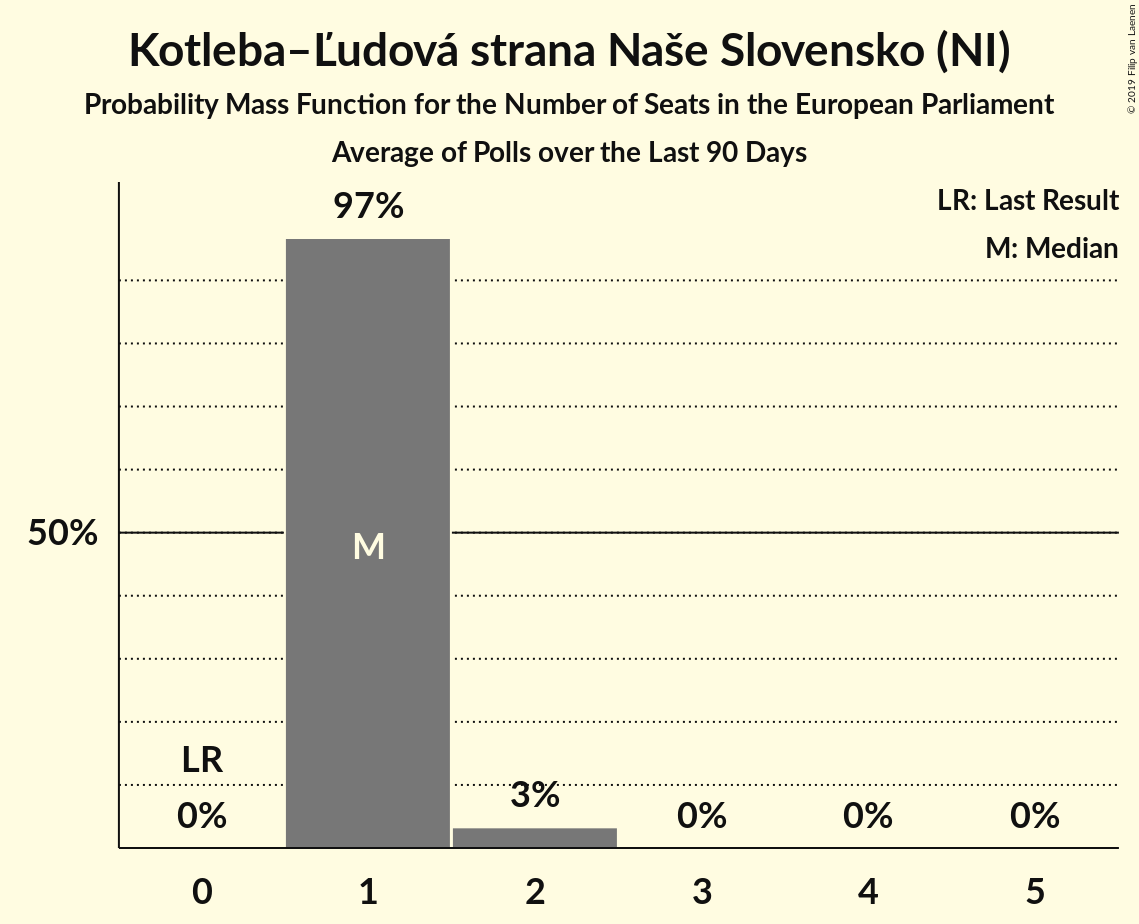 Kotleba–Ľudová strana Naše Slovensko (NI)
Probability Mass Function for the Number of Seats in the European Parliament
Average of Polls over the Last 90 Days
© 2019 Filip van Laenen
LR: Last Result
M: Median
97%
50%
M
LR
0%
3%
0%
0%
0%
0 1 2 3 4 5